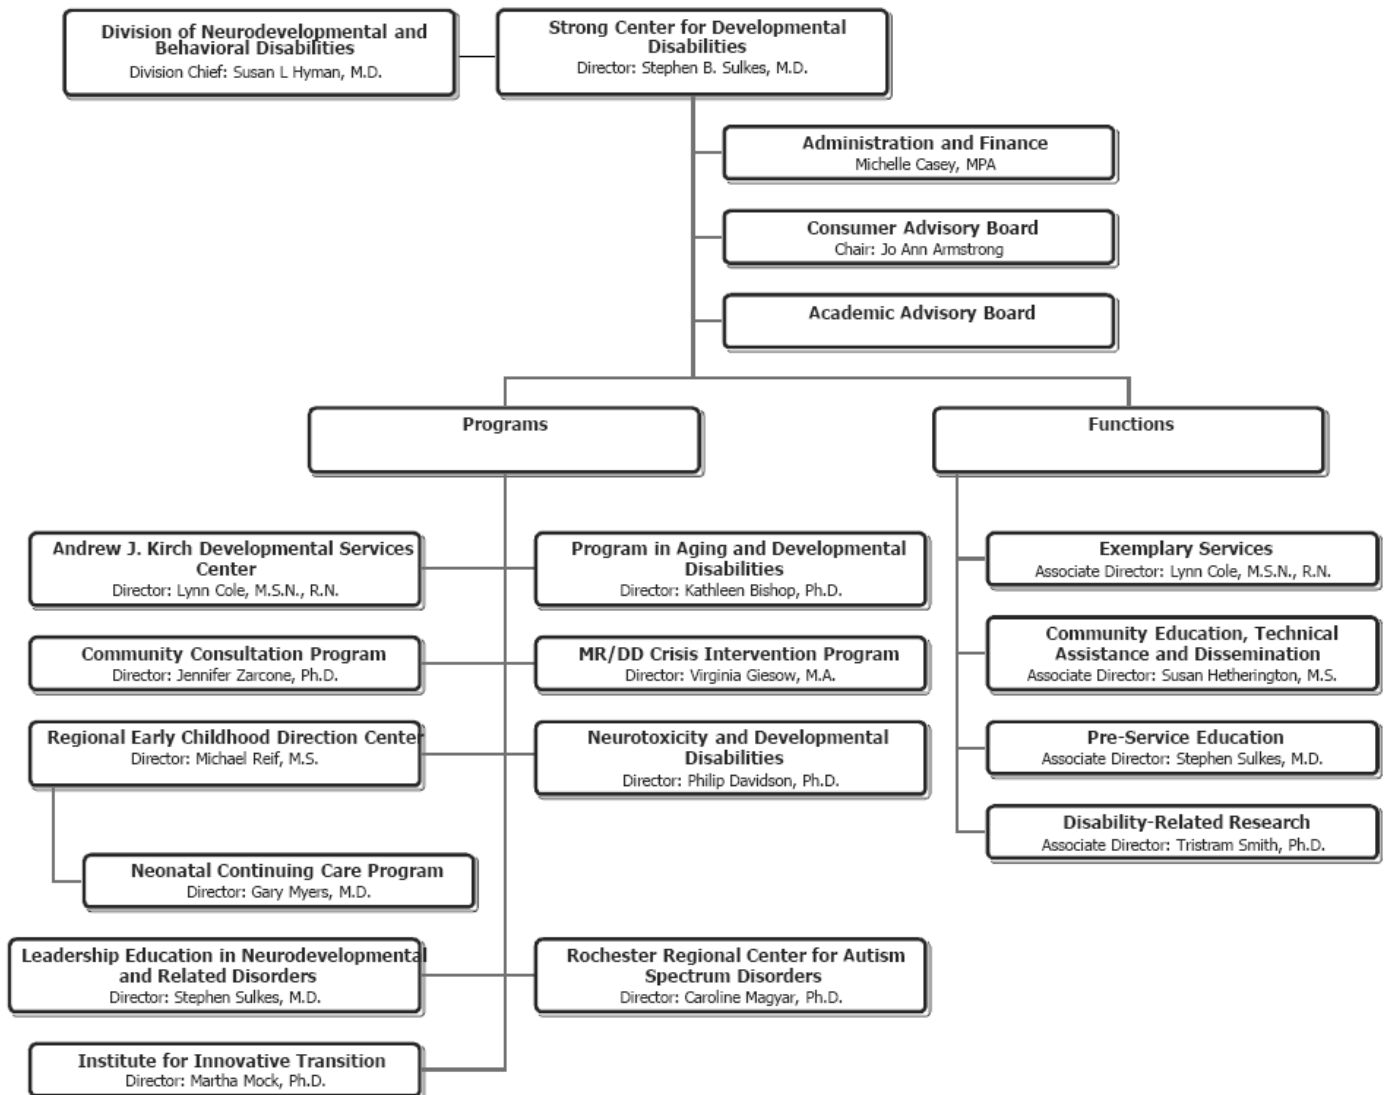 Division of Neurodevelopmental and
Behavioral Disabilities
Division Chief: Susan L Hyman, M.D.
Strong Center for Developmental
Disabilities
Director: Stephen B. Sulkes, M.D.
Administration and Finance
Michelle Casey, MPA
Consumer Advisory Board
Chair: Jo Ann Armstrong
Academic Advisory Board
Programs
Functions
Andrew J. Kirch Developmental Services
Center
Director: Lynn Cole, M.S.N., R.N.
Program in Aging and Developmental
Disabilities
Director: Kathleen Bishop, Ph.D.
Exemplary Services
Associate Director: Lynn Cole, M.S.N., R.N.
Community Consultation Program
Director: Jennifer Zarcone, Ph.D.
MR/DD Crisis Intervention Program
Director: Virginia Giesow, M.A.
Community Education, Technical
Assistance and Dissemination
Associate Director: Susan Hetherington, M.S.
Regional Early Childhood Direction Center
Director: Michael Reif, M.S.
Neurotoxicity and Developmental
Disabilities
Director: Philip Davidson, Ph.D.
Pre-Service Education
Associate Director: Stephen Sulkes, M.D.
Disability-Related Research
Associate Director: Tristram Smith, Ph.D.
Neonatal Continuing Care Program
Director: Gary Myers, M.D.
Leadership Education in Neurodevelopmental
and Related Disorders
Director: Stephen Sulkes, M.D.
Rochester Regional Center for Autism
Spectrum Disorders
Director: Caroline Magyar, Ph.D.
Institute for Innovative Transition
Director: Martha Mock, Ph.D.